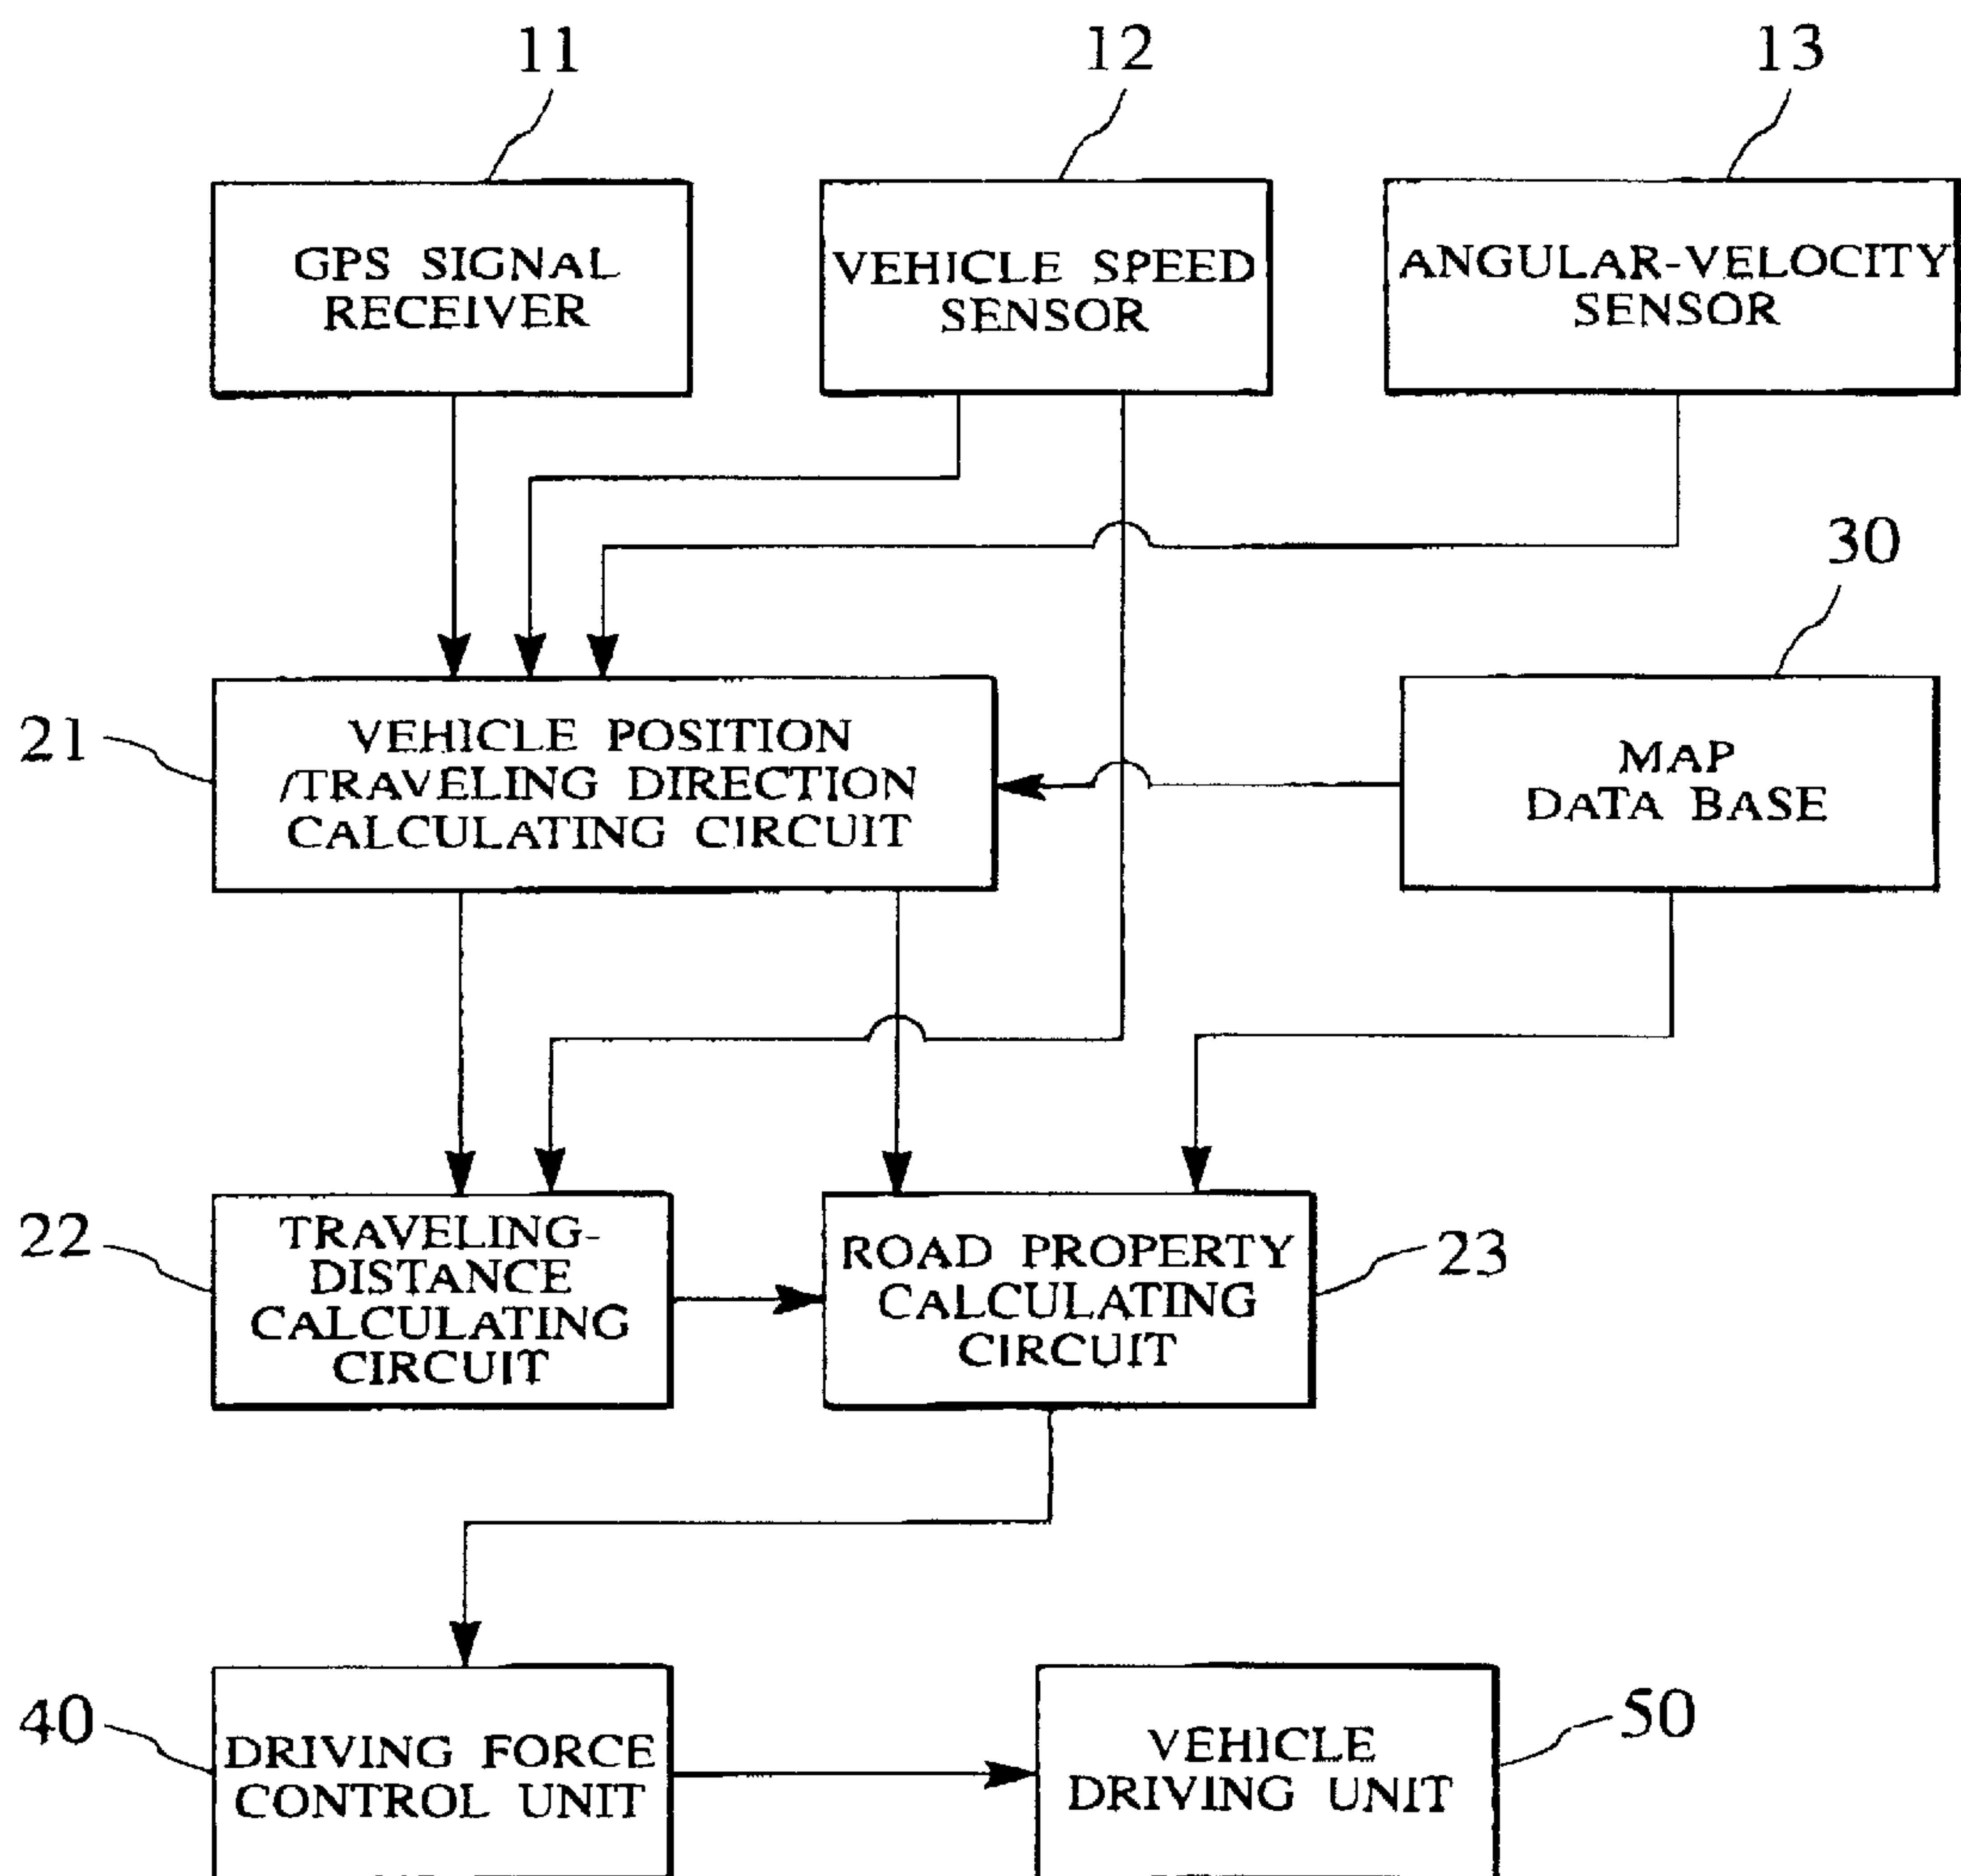 11
12
13
GPS SIGNAL
RECEIVER
VEHICLE SPEED
SENSOR
ANGULAR-VELOCITY
SENSOR
30
21
VEHICLE POSITION
/TRAVELING DIRECTION
CALCULATING CIRCUIT
MAP
DATA BASE
22
TRAVELING-
DISTANCE
CALCULATING
CIRCUIT
ROAD PROPERTY
CALCULATING
CIRCUIT
23
40
DRIVING FORCE
CONTROL UNIT
VEHICLE
DRIVING UNIT
50